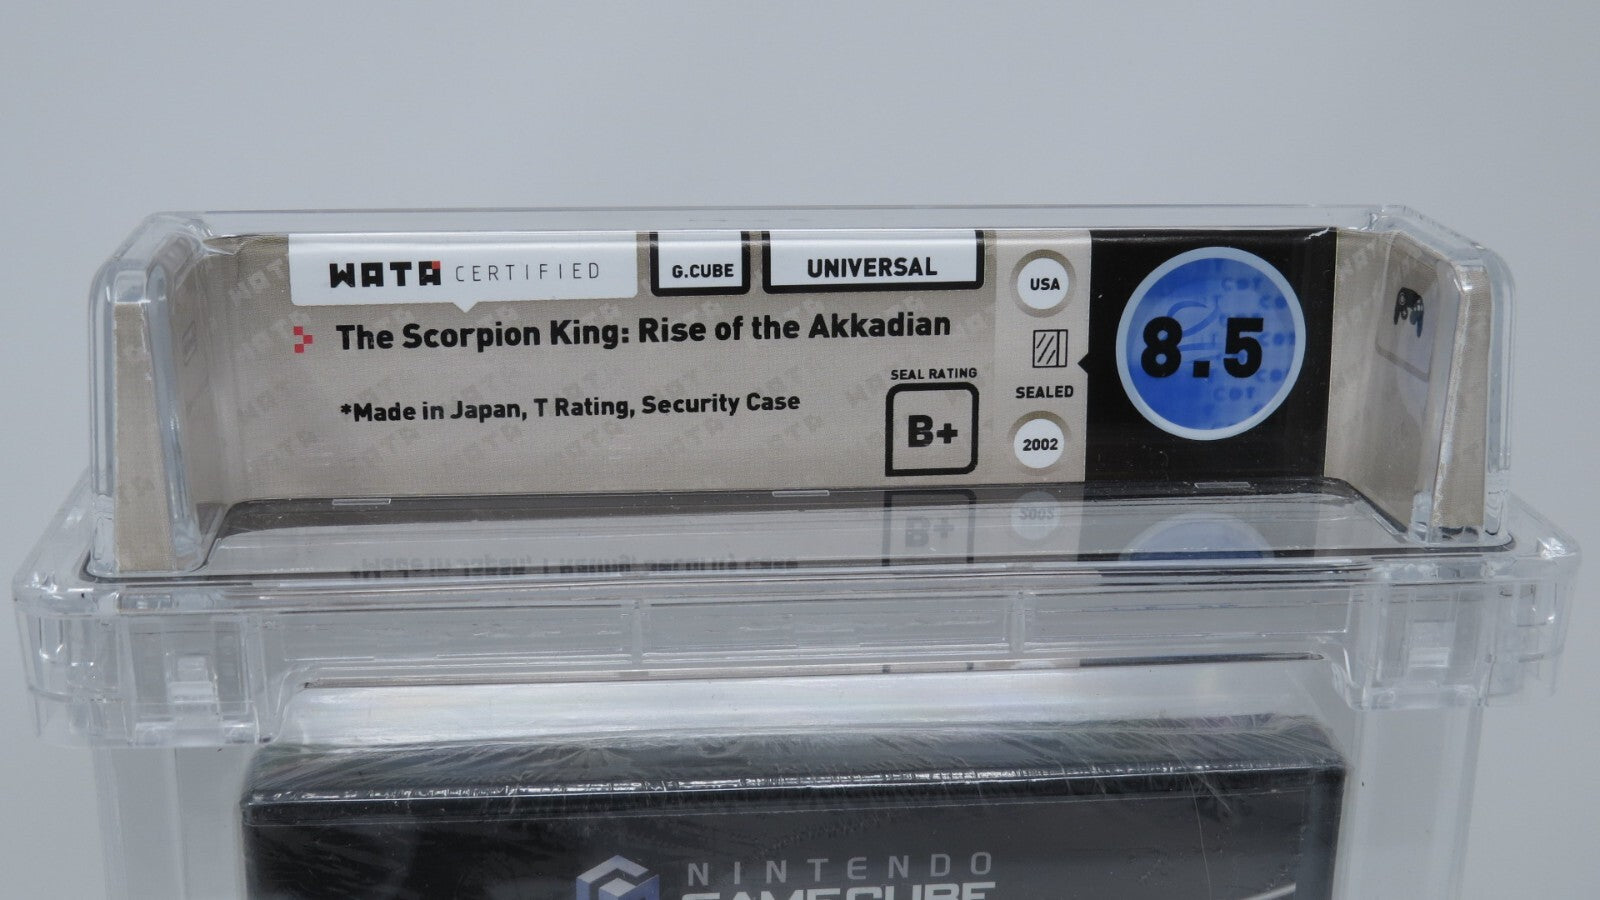 WATA CERTIFIED
G.CUBE
UNIVERSAL
The Scorpion King: Rise of the Akkadian
*Made in Japan, T Rating, Security Case
SEAL RATING
B+
USA
SEALED
2002
8.5
NINTENDO
GAMECUBE